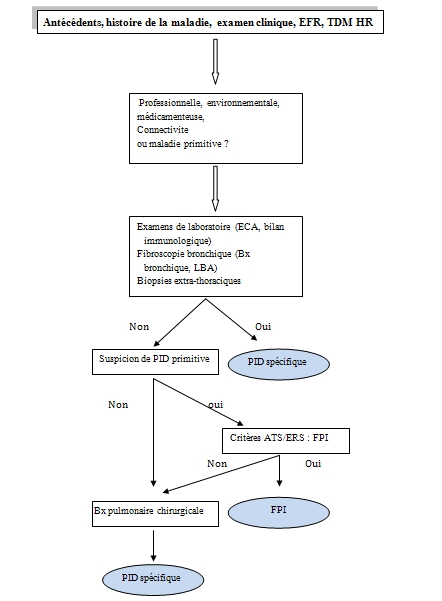 Antécédents, histoire de la maladie, examen clinique, EFR, TDM HR
Professionnelle, environnementale,
médicamenteuse,
Connectivite
ou maladie primitive ?
Examens de laboratoire (ECA, bilan
immunologique)
Fibroscopie bronchique (Bx
bronchique, LBA)
Biopsies extra-thoraciques
Non
Oui
Suspicion de PID primitive
PID spécifique
Non
oui
Critères ATS/ERS : FPI
Non
Oui
Bx pulmonaire chirurgicale
FPI
PID spécifique